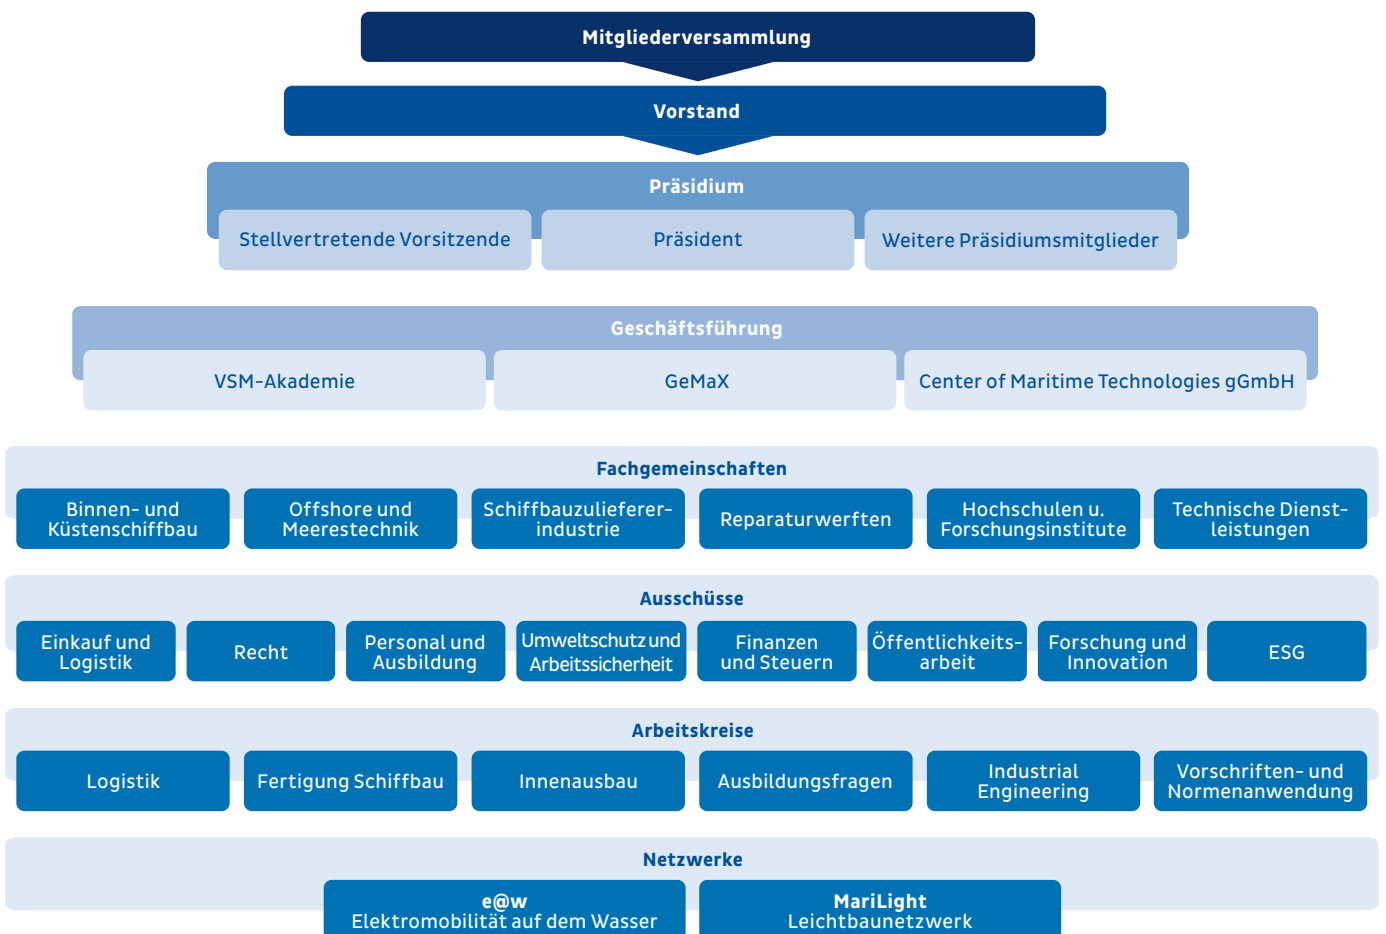 Mitgliederversammlung
Vorstand
Präsidium
Stellvertretende Vorsitzende
Präsident
Weitere Präsidiumsmitglieder
Geschäftsführung
VSM-Akademie
GeMaX
Center of Maritime Technologies gGmbH
Fachgemeinschaften
Binnen- und
Küstenschiffbau
Offshore und
Meerestechnik
Schiffbauzulieferer-
industrie
Reparaturwerften
Hochschulen u.
Forschungsinstitute
Technische Dienst-
leistungen
Ausschüsse
Einkauf und
Logistik
Recht
Personal und
Ausbildung
Umweltschutz und
Arbeitssicherheit
Finanzen
und Steuern
Öffentlichkeits-
arbeit
Forschung und
Innovation
ESG
Arbeitskreise
Logistik
Fertigung Schiffbau
Innenausbau
Ausbildungsfragen
Industrial
Engineering
Vorschriften- und
Normenanwendung
Netzwerke
e@w
Elektromobilität auf dem Wasser
MariLight
Leichtbaunetzwerk